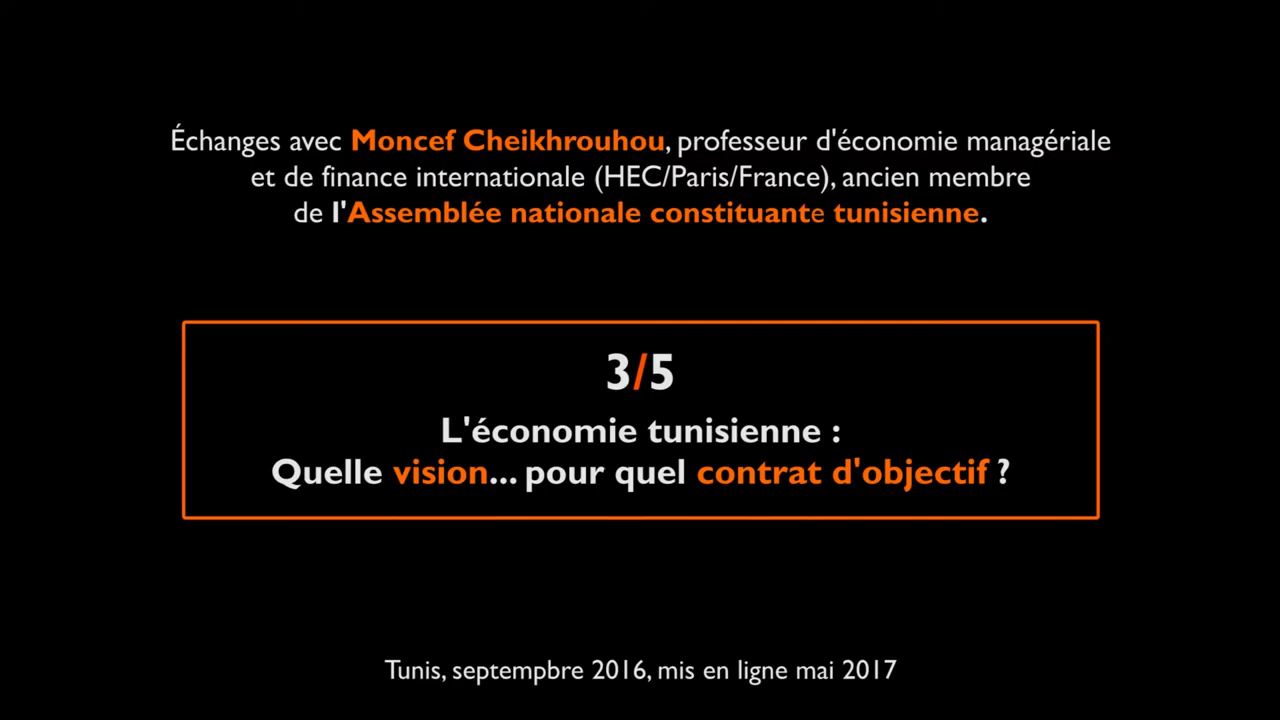 Échanges avec Moncef Cheikhrouhou, professeur d'économie managériale
et de finance internationale (HEC/Paris/France), ancien membre
de l'Assemblée nationale constituante tunisienne.
3/5
L'économie tunisienne :
Quelle vision... pour quel contrat d'objectif ?
Tunis, septempbre 2016, mis en ligne mai 2017